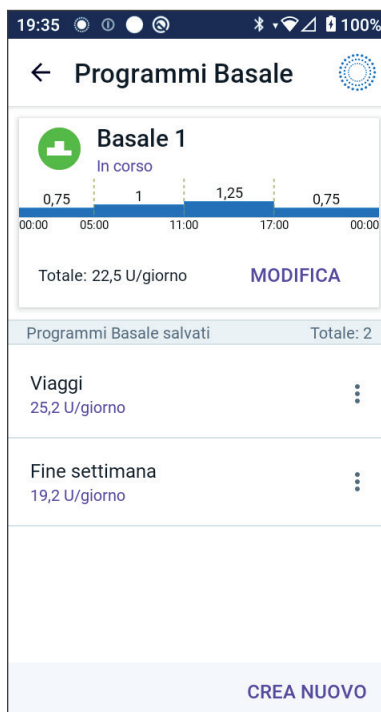 19:35 100%
Programmi Basale
Basale 1
In corso
0,75 1 1,25 0,75
00:00 05:00 11:00 17:00 00:00
Totale: 22,5 U/giorno MODIFICA
Programmi Basale salvati Totale: 2
Viaggi
25,2 U/giorno
Fine settimana
19,2 U/giorno
CREA NUOVO